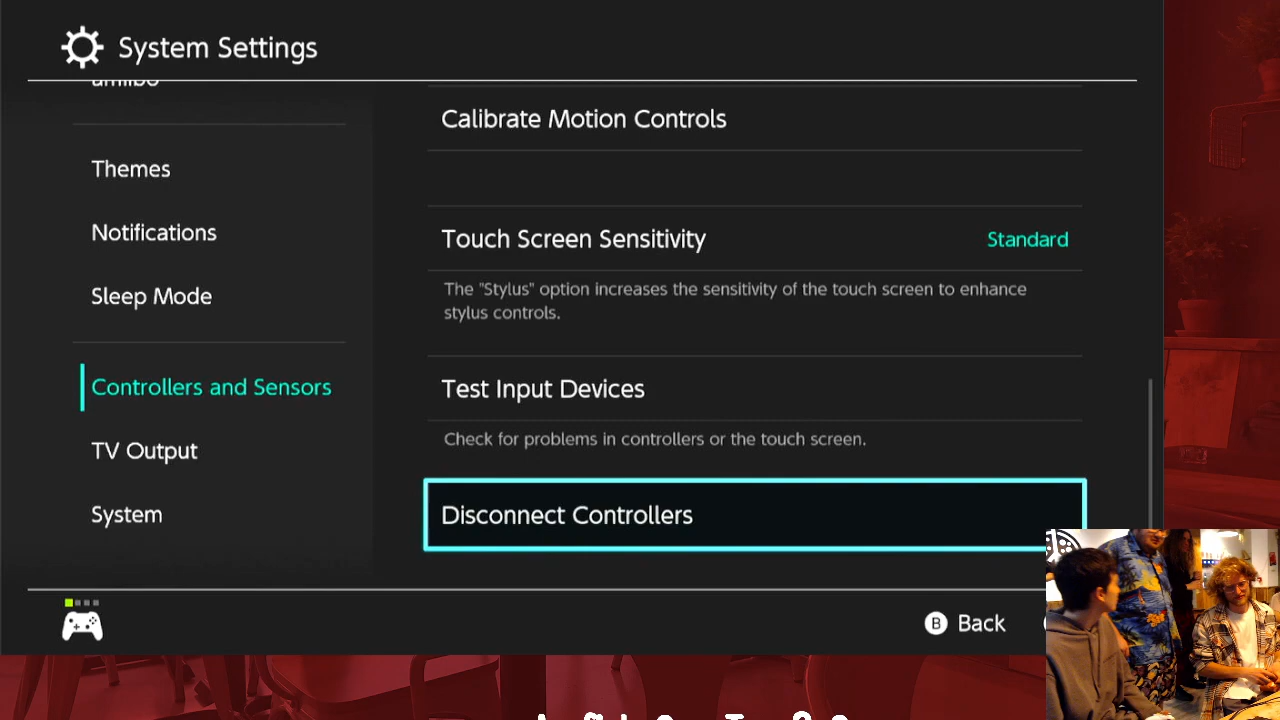 System Settings
amiibo
Themes
Notifications
Sleep Mode
Controllers and Sensors
TV Output
System
Calibrate Motion Controls
Touch Screen Sensitivity
Standard
The "Stylus" option increases the sensitivity of the touch screen to enhance
stylus controls.
Test Input Devices
Check for problems in controllers or the touch screen.
Disconnect Controllers
B Back